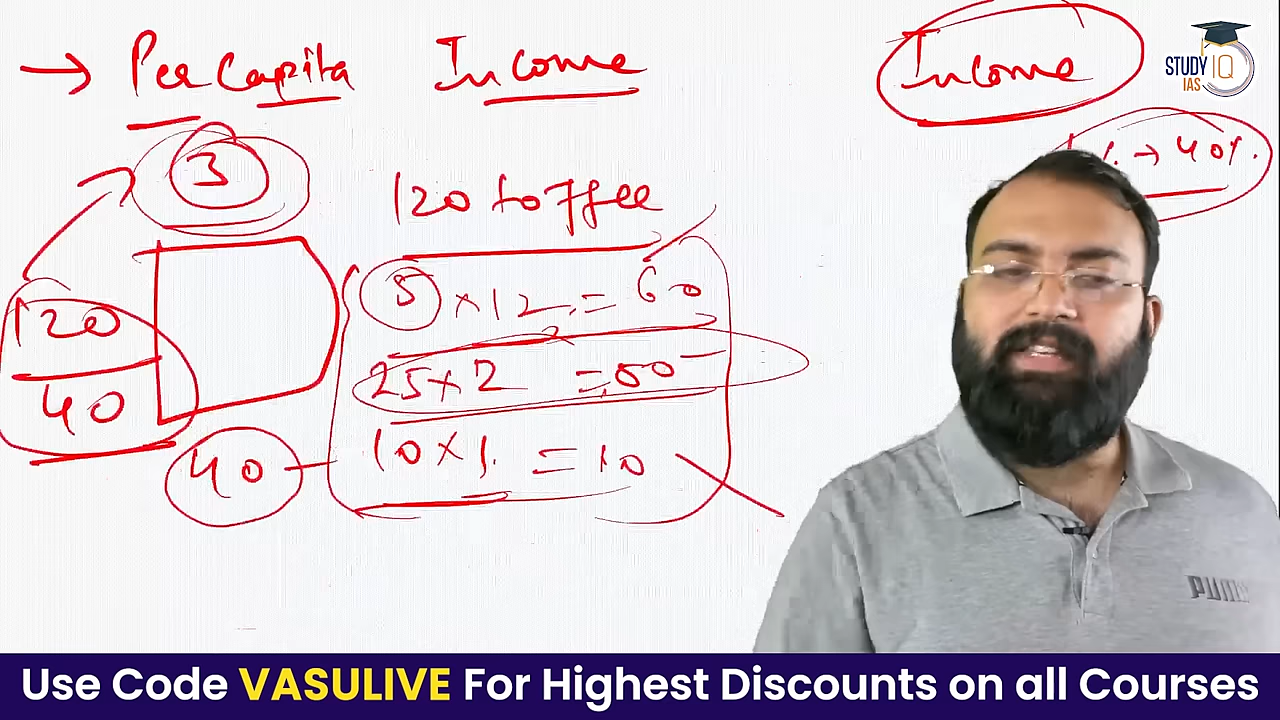 → Per Capita Income
Income
STUDY IQ
IAS
% → 40%.
3
120 toffee
5 × 12 = 60
120
40
25 × 2 = 50
40 10 × 1 = 10
PUMA
Use Code VASULIVE For Highest Discounts on all Courses